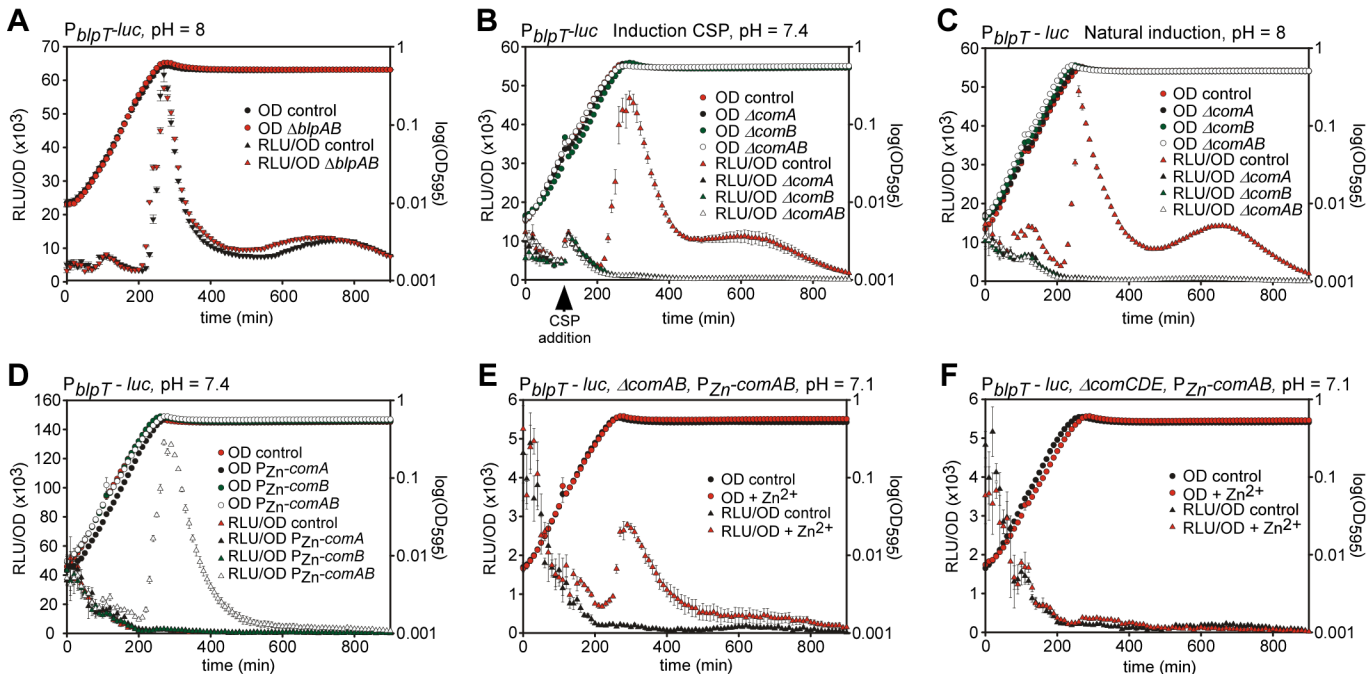 A
P_blpT-luc, pH = 8
RLU/OD (x10³)
70
60
50
40
30
20
10
0
0 200 400 600 800
time (min)
1
0.1
0.01
0.001
log(OD595)
OD control
OD ΔblpAB
RLU/OD control
RLU/OD ΔblpAB
B
P_blpT-luc Induction CSP, pH = 7.4
RLU/OD (x10³)
60
50
40
30
20
10
0
0 200 400 600 800
time (min)
CSP
addition
1
0.1
0.01
0.001
log(OD595)
OD control
OD ΔcomA
OD ΔcomB
OD ΔcomAB
RLU/OD control
RLU/OD ΔcomA
RLU/OD ΔcomB
RLU/OD ΔcomAB
C
P_blpT - luc Natural induction, pH = 8
RLU/OD (x10³)
60
50
40
30
20
10
0
0 200 400 600 800
time (min)
1
0.1
0.01
0.001
log(OD595)
OD control
OD ΔcomA
OD ΔcomB
OD ΔcomAB
RLU/OD control
RLU/OD ΔcomA
RLU/OD ΔcomB
RLU/OD ΔcomAB
D
P_blpT - luc, pH = 7.4
RLU/OD (x10³)
160
140
120
100
80
60
40
20
0
0 200 400 600 800
time (min)
1
0.1
0.01
0.001
log(OD595)
OD control
OD PZn-comA
OD PZn-comB
OD PZn-comAB
RLU/OD control
RLU/OD PZn-comA
RLU/OD PZn-comB
RLU/OD PZn-comAB
E
P_blpT - luc, ΔcomAB, PZn-comAB, pH = 7.1
RLU/OD (x10³)
6
5
4
3
2
1
0
0 200 400 600 800
time (min)
1
0.1
0.01
0.001
log(OD595)
OD control
OD + Zn²⁺
RLU/OD control
RLU/OD + Zn²⁺
F
P_blpT - luc, ΔcomCDE, PZn-comAB, pH = 7.1
RLU/OD (x10³)
6
5
4
3
2
1
0
0 200 400 600 800
time (min)
1
0.1
0.01
0.001
log(OD595)
OD control
OD + Zn²⁺
RLU/OD control
RLU/OD + Zn²⁺